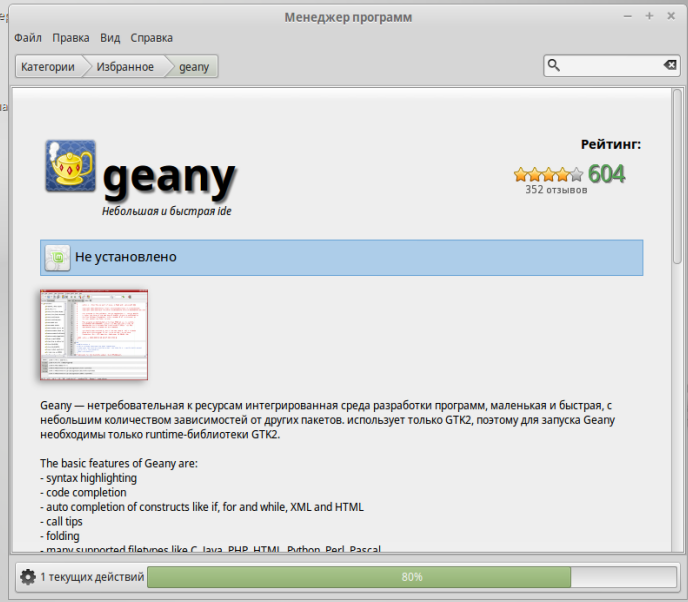 Менеджер программ
Файл Правка Вид Справка
Категории Избранное geany
Рейтинг:
geany
604
352 отзывов
Небольшая и быстрая ide
Не установлено
Geany — нетребовательная к ресурсам интегрированная среда разработки программ, маленькая и быстрая, с
небольшим количеством зависимостей от других пакетов. использует только GTK2, поэтому для запуска Geany
необходимы только runtime-библиотеки GTK2.
The basic features of Geany are:
- syntax highlighting
- code completion
- auto completion of constructs like if, for and while, XML and HTML
- call tips
- folding
- many supported filetypes like C, Java, PHP, HTML, Python, Perl, Pascal
1 текущих действий 80%